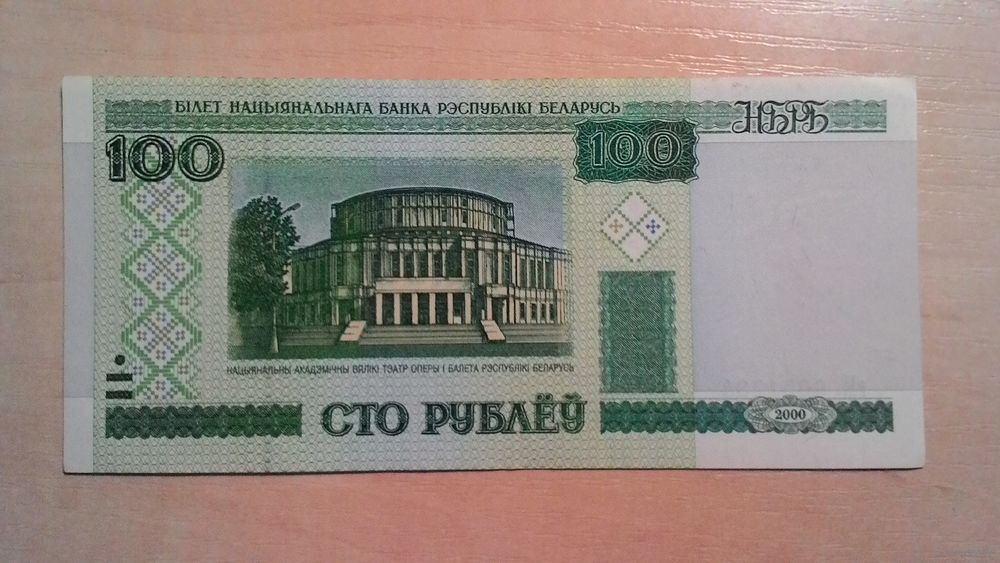 БІЛЕТ НАЦЫЯНАЛЬНАГА БАНКА РЭСПУБЛІКІ БЕЛАРУСЬ
НБРБ
100
100
НАЦЫЯНАЛЬНЫ АКАДЭМІЧНЫ ВЯЛІКІ ТЭАТР ОПЕРЫ І БАЛЕТА РЭСПУБЛІКІ БЕЛАРУСЬ
СТО РУБЛЁЎ
2000